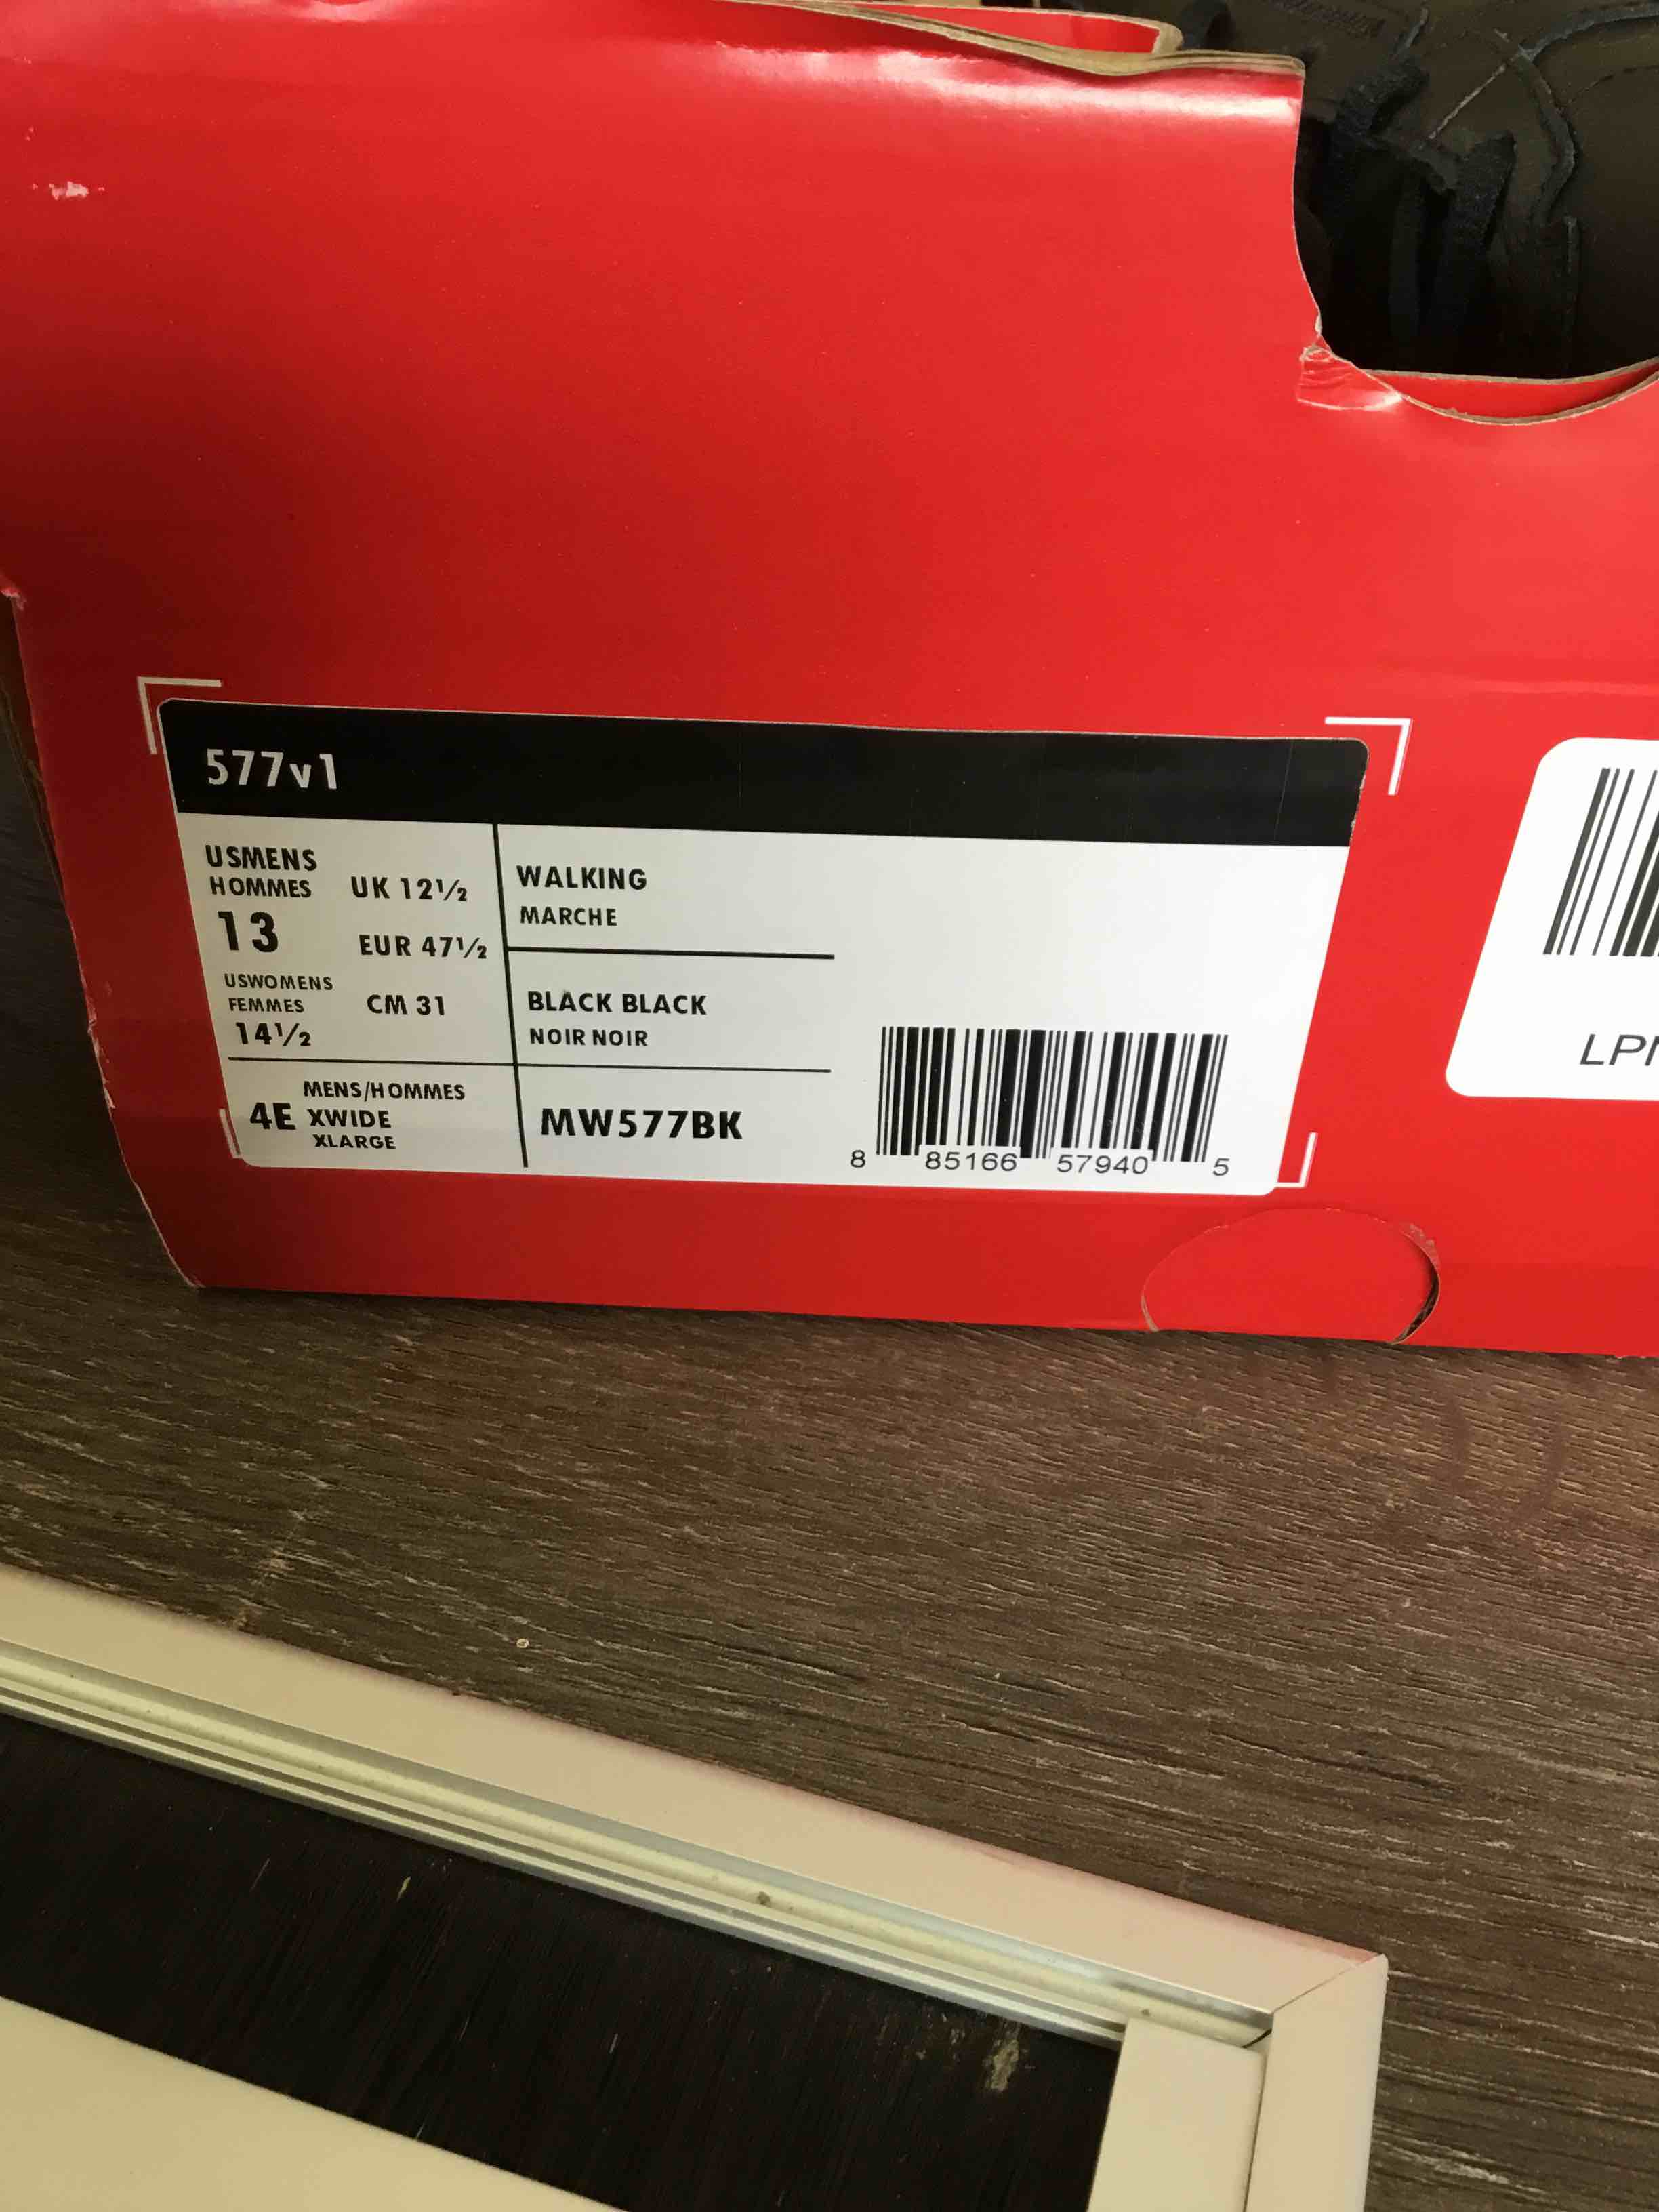 577v1
USMENS
HOMMES
13
UK 12½
EUR 47½
USWOMENS
FEMMES
14½
CM 31
4E
MENS/HOMMES
XWIDE
XLARGE
WALKING
MARCHE
BLACK BLACK
NOIR NOIR
MW577BK
8 85166 57940 5